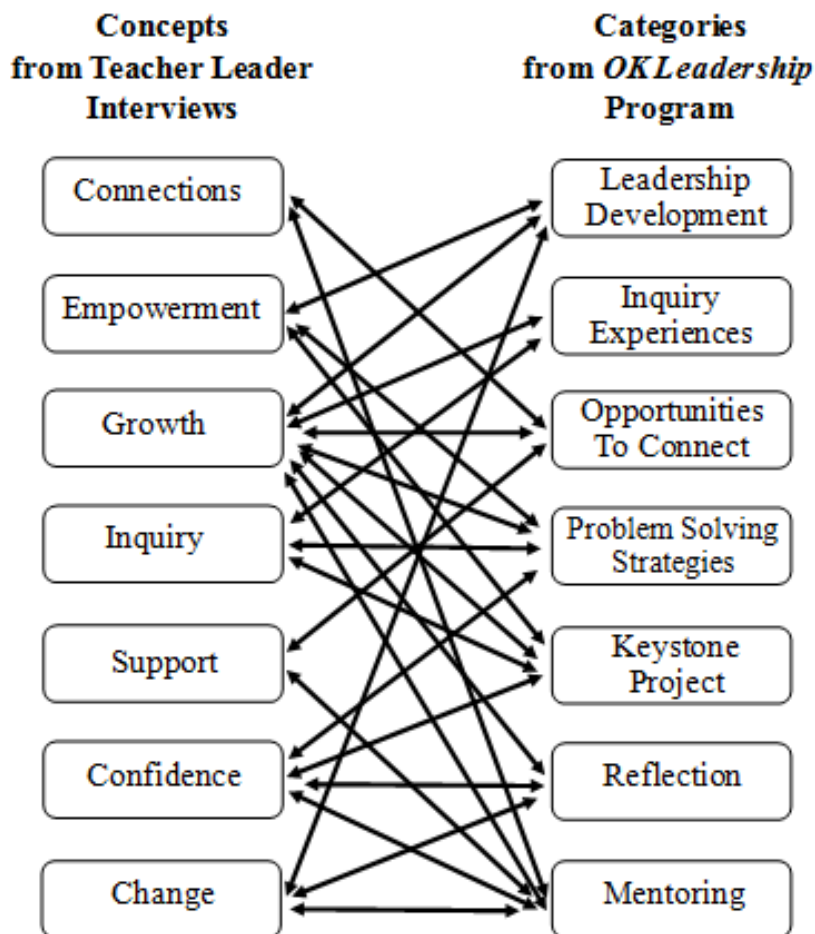 Concepts
from Teacher Leader
Interviews
Categories
from OK Leadership
Program
Connections
Empowerment
Growth
Inquiry
Support
Confidence
Change
Leadership
Development
Inquiry
Experiences
Opportunities
To Connect
Problem Solving
Strategies
Keystone
Project
Reflection
Mentoring